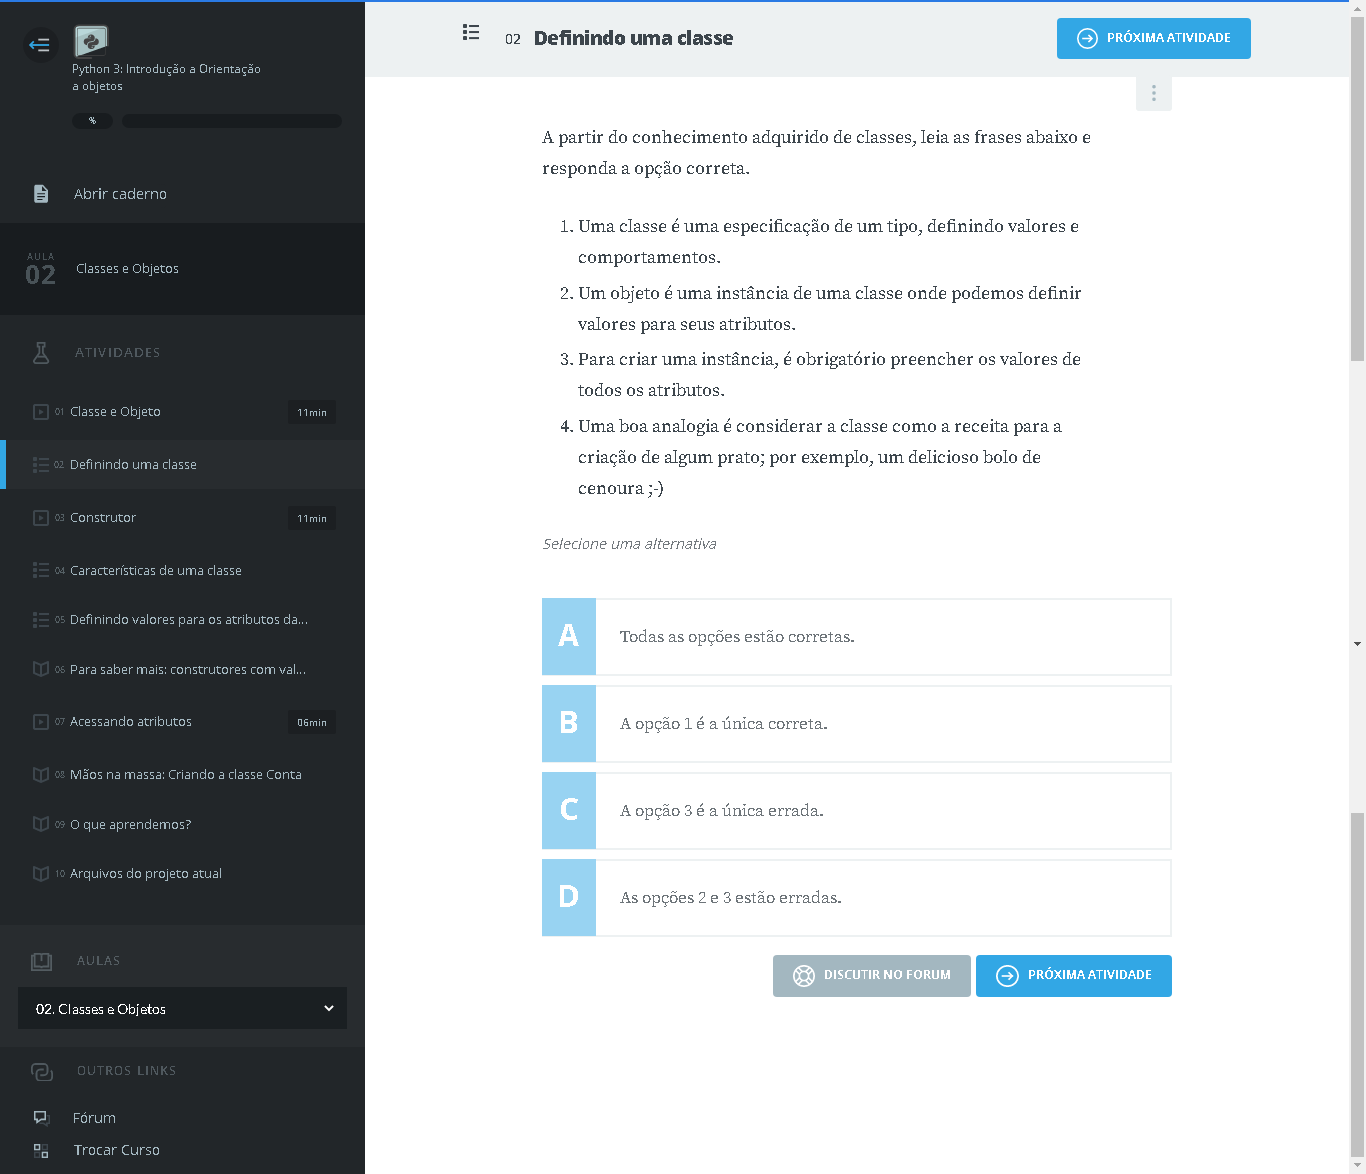 Python 3: Introdução a Orientação
a objetos
%
Abrir caderno
AULA
02
Classes e Objetos
ATIVIDADES
01 Classe e Objeto 11min
02 Definindo uma classe
03 Construtor 11min
04 Características de uma classe
05 Definindo valores para os atributos da...
06 Para saber mais: construtores com val...
07 Acessando atributos 06min
08 Mãos na massa: Criando a classe Conta
09 O que aprendemos?
10 Arquivos do projeto atual
AULAS
02. Classes e Objetos
OUTROS LINKS
Fórum
Trocar Curso
02 Definindo uma classe
PRÓXIMA ATIVIDADE
A partir do conhecimento adquirido de classes, leia as frases abaixo e
responda a opção correta.
1. Uma classe é uma especificação de um tipo, definindo valores e
comportamentos.
2. Um objeto é uma instância de uma classe onde podemos definir
valores para seus atributos.
3. Para criar uma instância, é obrigatório preencher os valores de
todos os atributos.
4. Uma boa analogia é considerar a classe como a receita para a
criação de algum prato; por exemplo, um delicioso bolo de
cenoura ;-)
Selecione uma alternativa
A Todas as opções estão corretas.
B A opção 1 é a única correta.
C A opção 3 é a única errada.
D As opções 2 e 3 estão erradas.
DISCUTIR NO FORUM
PRÓXIMA ATIVIDADE